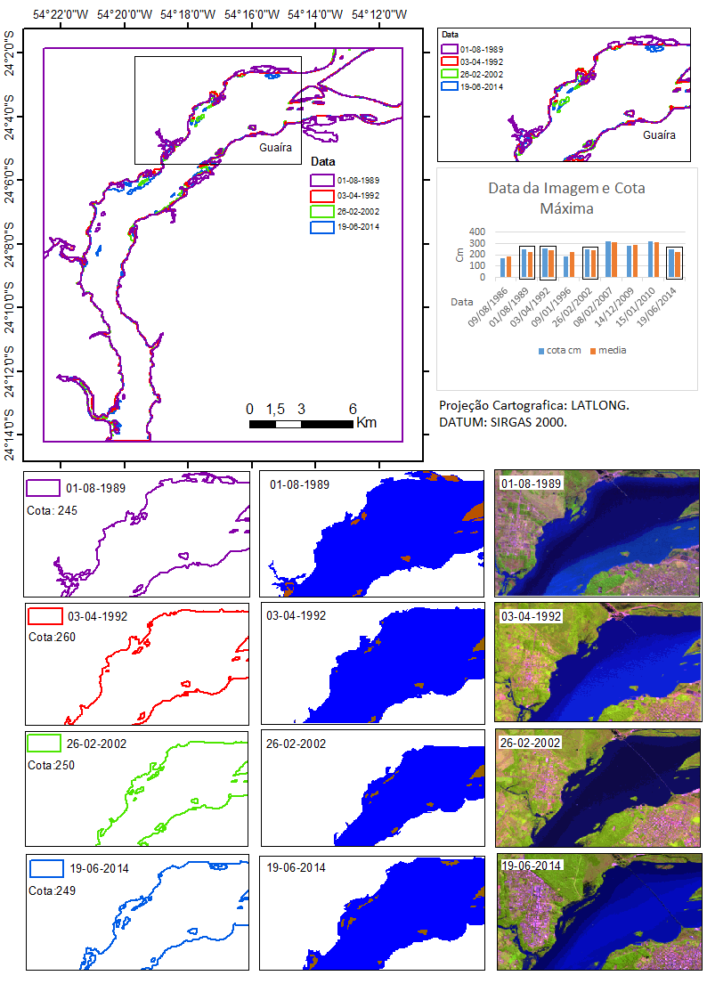 54°22'0"W 54°20'0"W 54°18'0"W 54°16'0"W 54°14'0"W 54°12'0"W
24°2'0"S
24°4'0"S
24°6'0"S
24°8'0"S
24°10'0"S
24°12'0"S
24°14'0"S
Guaíra
Data
01-08-1989
03-04-1992
26-02-2002
19-06-2014
0 1,5 3 6
Km
Data
01-08-1989
03-04-1992
26-02-2002
19-06-2014
Guaíra
Data da Imagem e Cota
Máxima
400
300
200
100
0
Cm
Data
09/08/1986
01/08/1989
03/04/1992
09/01/1996
26/02/2002
08/02/2007
14/12/2009
15/01/2010
19/06/2014
cota cm media
Projeção Cartografica: LATLONG.
DATUM: SIRGAS 2000.
01-08-1989
Cota: 245
01-08-1989
01-08-1989
03-04-1992
Cota:260
03-04-1992
03-04-1992
26-02-2002
Cota:250
26-02-2002
26-02-2002
19-06-2014
Cota:249
19-06-2014
19-06-2014